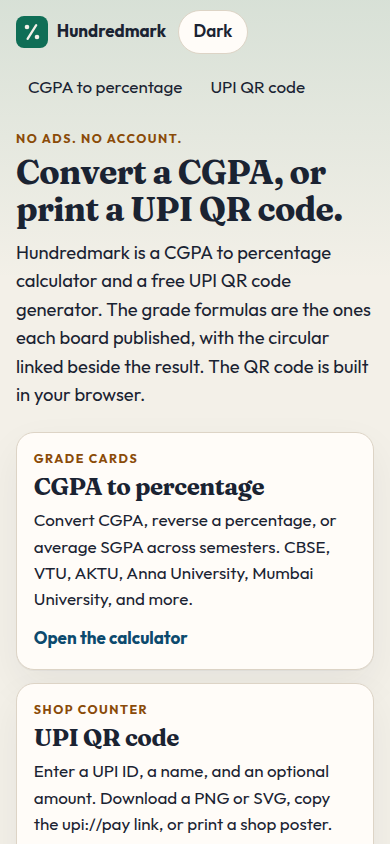 Hundredmark
Dark
CGPA to percentage
UPI QR code
NO ADS. NO ACCOUNT.
Convert a CGPA, or
print a UPI QR code.
Hundredmark is a CGPA to percentage
calculator and a free UPI QR code
generator. The grade formulas are the ones
each board published, with the circular
linked beside the result. The QR code is built
in your browser.
GRADE CARDS
CGPA to percentage
Convert CGPA, reverse a percentage, or
average SGPA across semesters. CBSE,
VTU, AKTU, Anna University, Mumbai
University, and more.
Open the calculator
SHOP COUNTER
UPI QR code
Enter a UPI ID, a name, and an optional
amount. Download a PNG or SVG, copy
the upi://pay link, or print a shop poster.